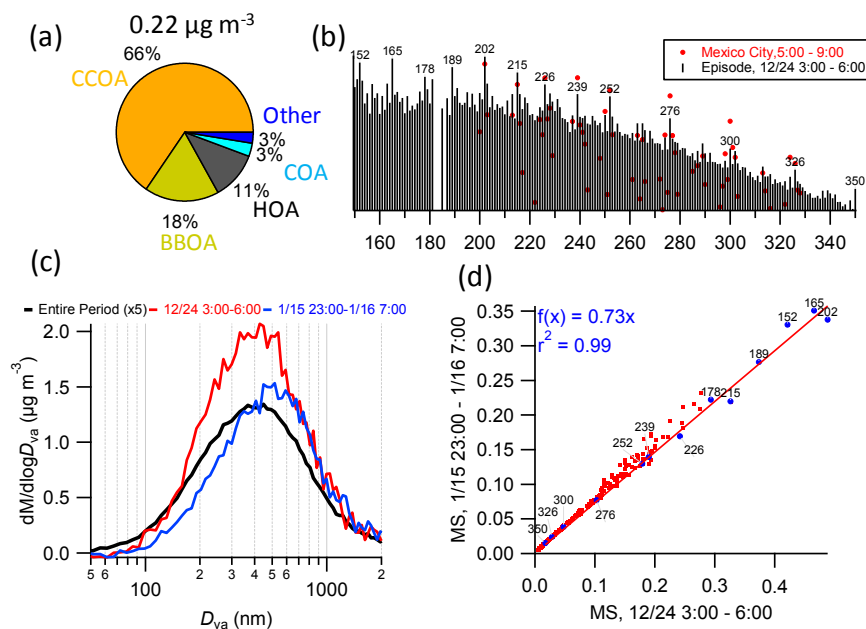 (a)
0.22 µg m-3
66%
CCOA
Other
3%
3%
COA
11%
HOA
18%
BBOA
(b)
Mexico City,5:00 - 9:00
Episode, 12/24 3:00 - 6:00
152
165
178
189
202
215
226
239
252
276
300
326
350
160 180 200 220 240 260 280 300 320 340
(c)
Entire Period (x5) 12/24 3:00-6:00 1/15 23:00-1/16 7:00
dM/dlogDva (µg m-3)
2.0
1.5
1.0
0.5
0.0
5 6 100 2 3 4 5 6 1000 2
Dva (nm)
(d)
f(x) = 0.73x
r2 = 0.99
MS, 1/15 23:00 - 1/16 7:00
0.35
0.30
0.25
0.20
0.15
0.10
0.05
0.00
165
152
202
189
178
215
239
252
226
300
276
326
350
0.0 0.1 0.2 0.3 0.4
MS, 12/24 3:00 - 6:00